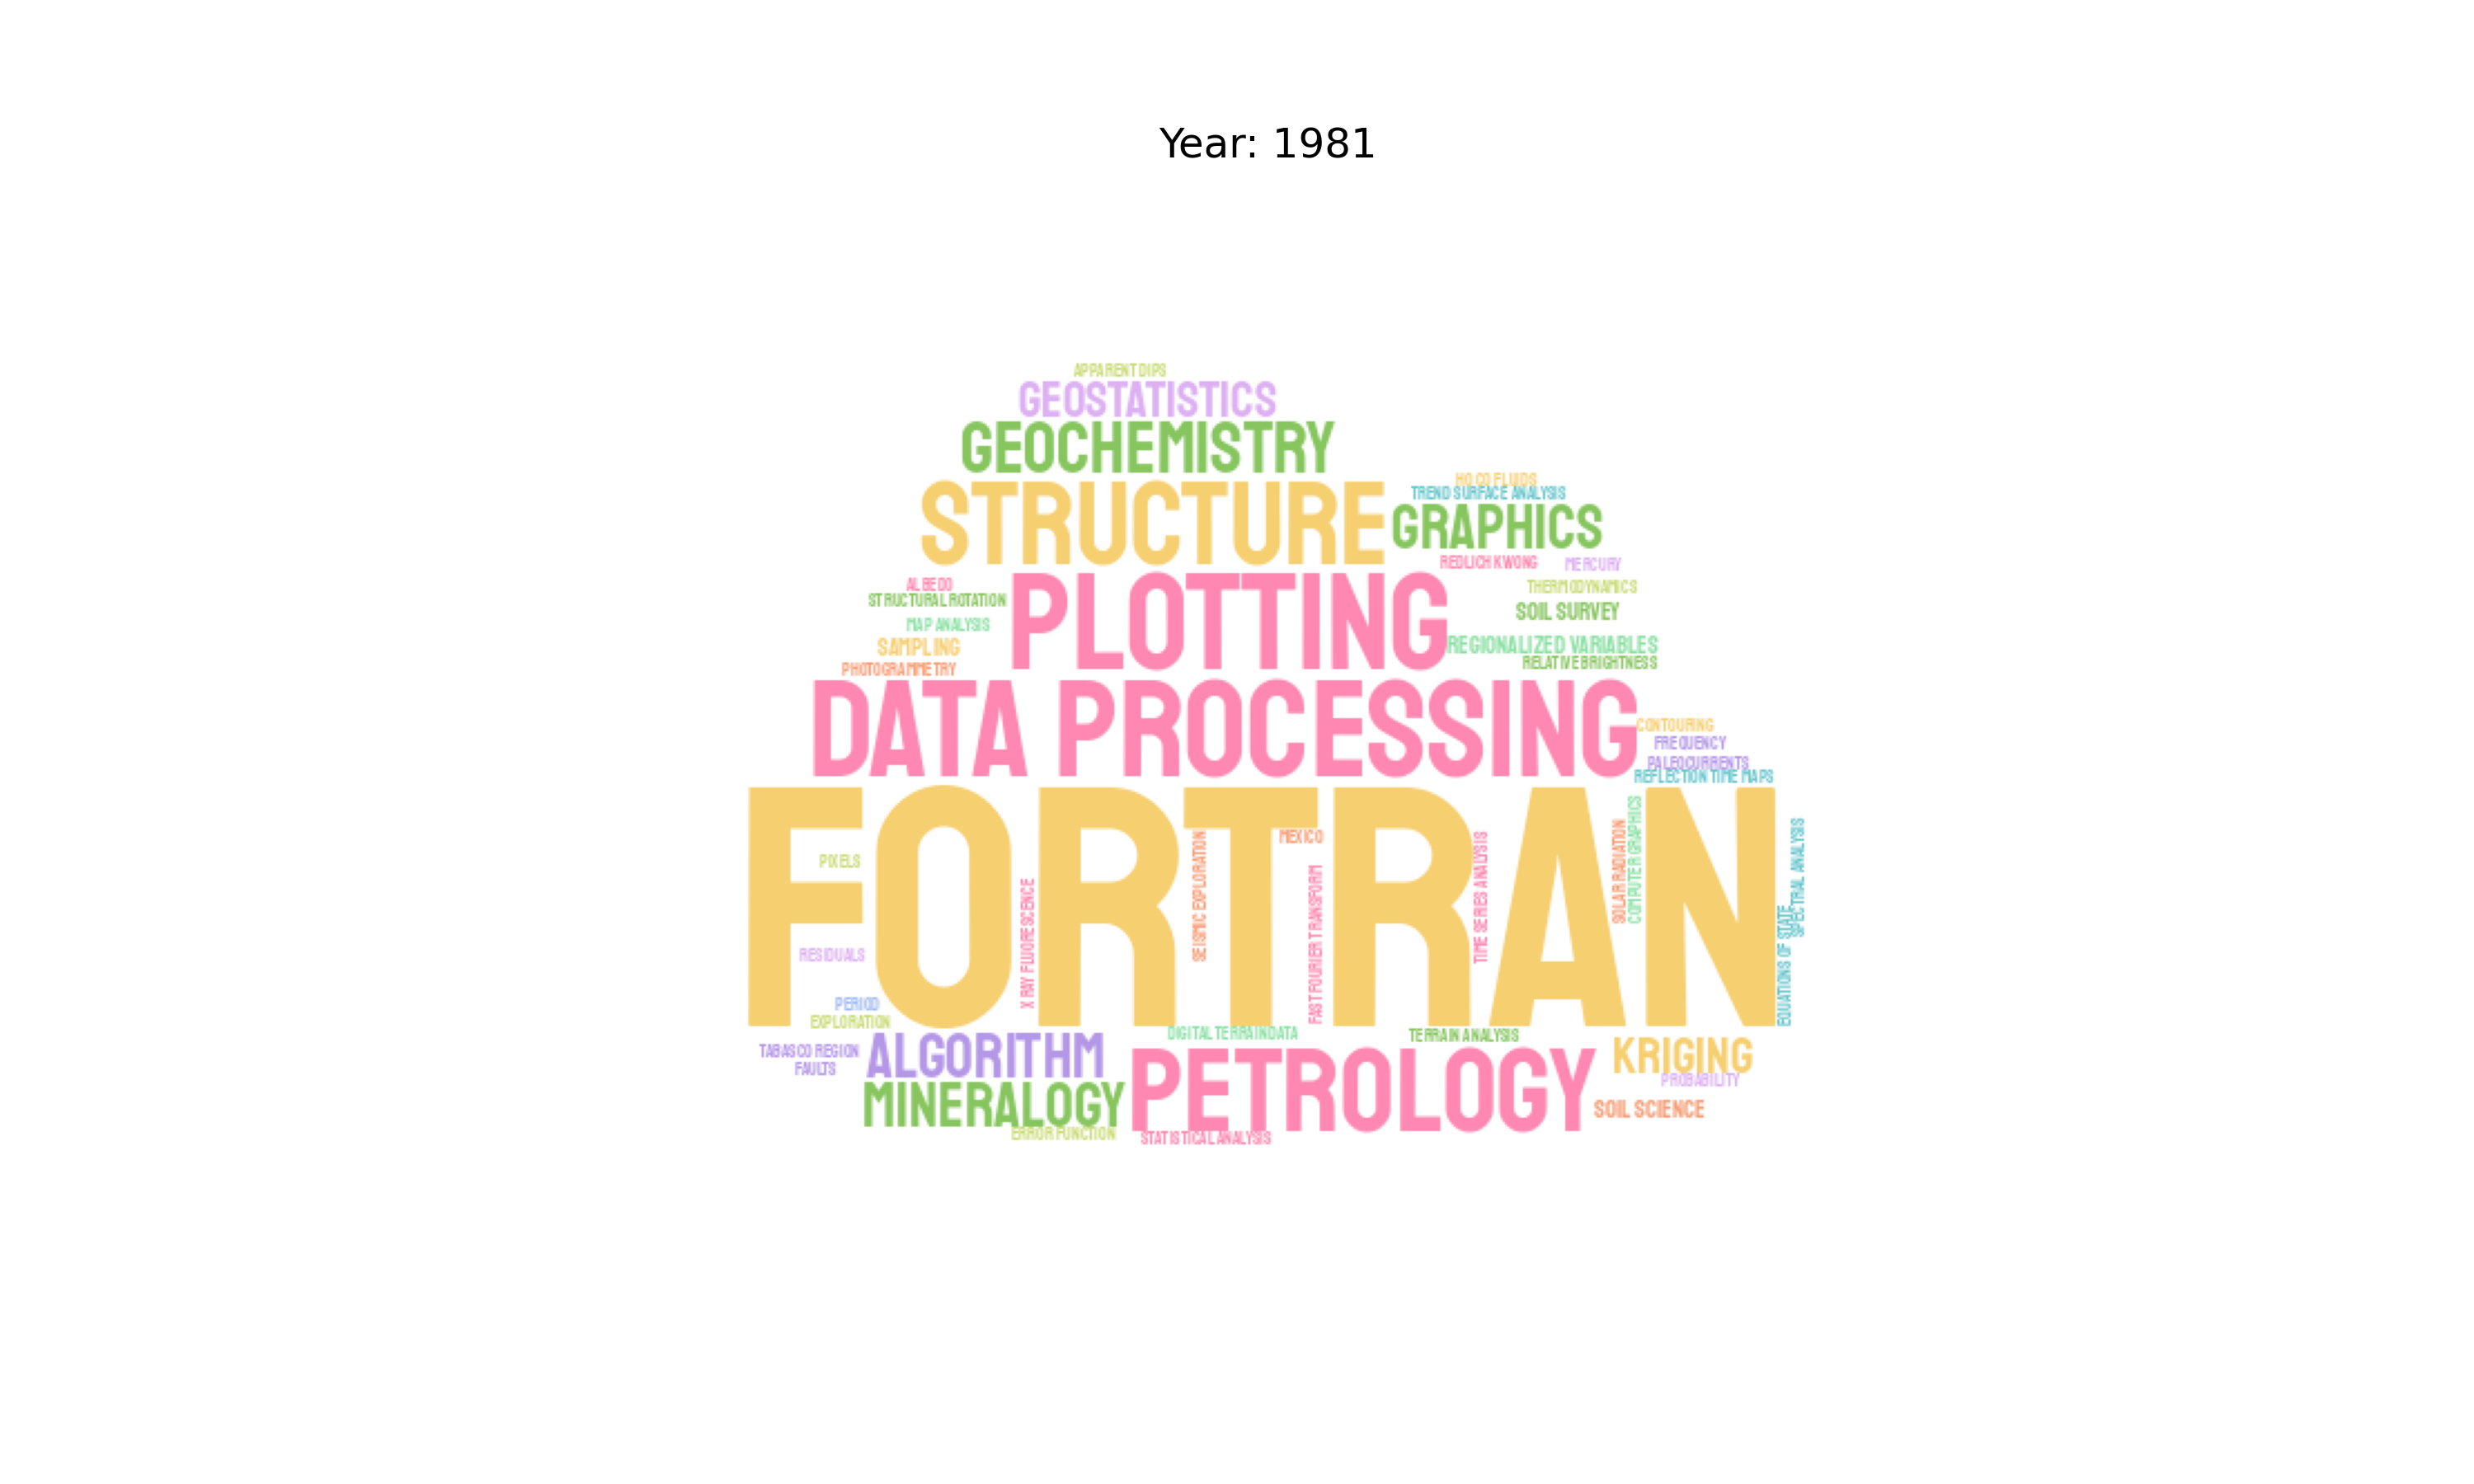 Year: 1981
APPARENT DIPS
GEOSTATISTICS
GEOCHEMISTRY
STRUCTURE
HO CO FLUIDS
TREND SURFACE ANALYSIS
GRAPHICS
REDLICH KWONG
MERCURY
ALBEDO
STRUCTURAL ROTATION
PLOTTING
THERMODYNAMICS
SOIL SURVEY
MAP ANALYSIS
SAMPLING
REGIONALIZED VARIABLES
PHOTOGRAMMETRY
RELATIVE BRIGHTNESS
DATA PROCESSING
CONTOURING
FREQUENCY
PALEOCURRENTS
REFLECTION TIME MAPS
FORTRAN
PIXELS
RESIDUALS
X RAY FLUORESCENCE
SEISMIC EXPLORATION
MEXICO
FAST FOURIER TRANSFORM
TIME SERIES ANALYSIS
SOLAR RADIATION
COMPUTER GRAPHICS
EQUATIONS OF STATE
SPECTRAL ANALYSIS
PERIOD
EXPLORATION
TABASCO REGION
FAULTS
ALGORITHM
DIGITAL TERRAIN DATA
TERRAIN ANALYSIS
KRIGING
PROBABILITY
MINERALOGY
PETROLOGY
SOIL SCIENCE
ERROR FUNCTION
STATISTICAL ANALYSIS